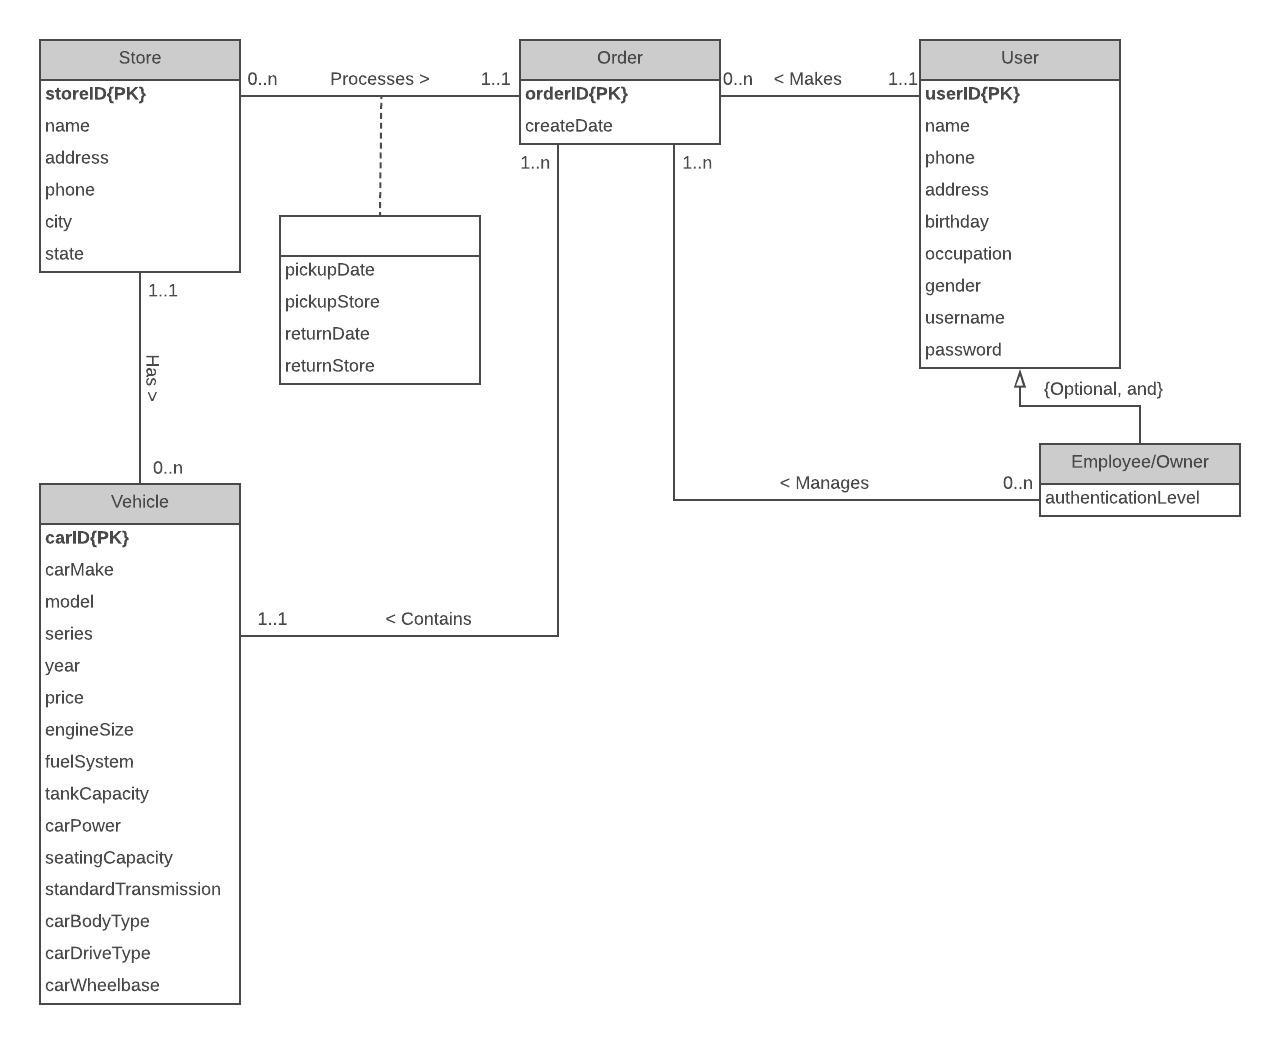 Store
storeID{PK}
name
address
phone
city
state
0..n
Processes >
1..1
Order
orderID{PK}
createDate
0..n
< Makes
1..1
User
userID{PK}
name
phone
address
birthday
occupation
gender
username
password
pickupDate
pickupStore
returnDate
returnStore
1..n
1..n
{Optional, and}
Employee/Owner
authenticationLevel
< Manages
0..n
1..1
Has >
0..n
Vehicle
carID{PK}
carMake
model
series
year
price
engineSize
fuelSystem
tankCapacity
carPower
seatingCapacity
standardTransmission
carBodyType
carDriveType
carWheelbase
1..1
< Contains